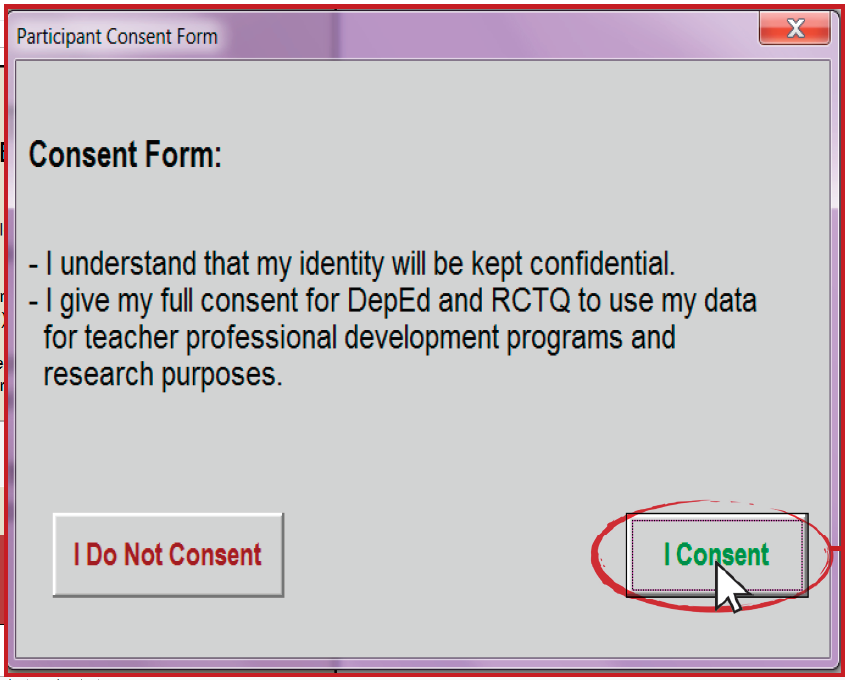 Participant Consent Form
X
Consent Form:
- I understand that my identity will be kept confidential.
- I give my full consent for DepEd and RCTQ to use my data
for teacher professional development programs and
research purposes.
I Do Not Consent
I Consent